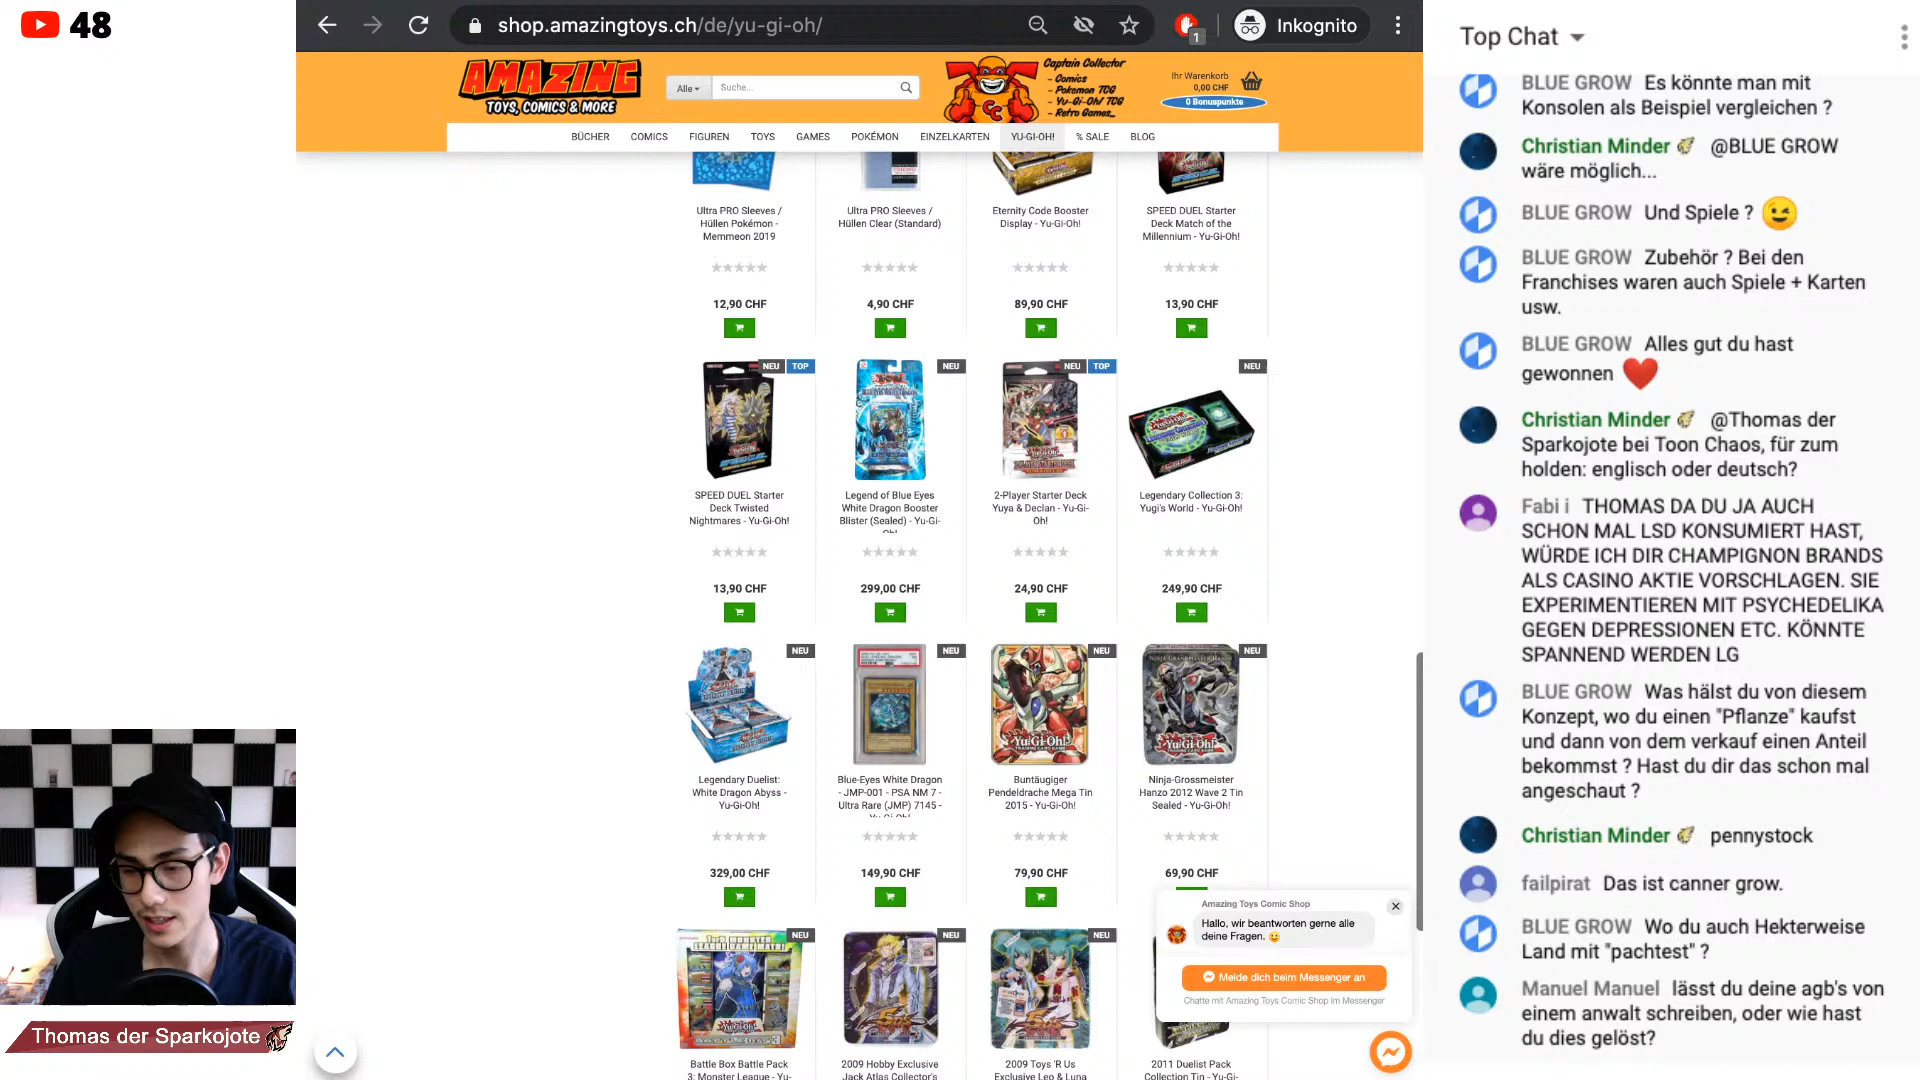 48
shop.amazingtoys.ch/de/yu-gi-oh/
1
Inkognito
AMAZING
TOYS, COMICS & MORE
Alle
Suche...
Captain Collector
- Comics
- Pokemon TCG
- Yu-Gi-Oh! TCG
- Retro Games
Ihr Warenkorb
0,00 CHF
0 Bonuspunkte
BÜCHER COMICS FIGUREN TOYS GAMES POKÉMON EINZELKARTEN YU-GI-OH! % SALE BLOG
Ultra PRO Sleeves /
Hüllen Pokémon -
Memmeon 2019
12,90 CHF
Ultra PRO Sleeves /
Hüllen Clear (Standard)
4,90 CHF
Eternity Code Booster
Display - Yu-Gi-Oh!
89,90 CHF
SPEED DUEL Starter
Deck Match of the
Millennium - Yu-Gi-Oh!
13,90 CHF
NEU TOP
SPEED DUEL Starter
Deck Twisted
Nightmares - Yu-Gi-Oh!
13,90 CHF
NEU
Legend of Blue Eyes
White Dragon Booster
Blister (Sealed) - Yu-Gi-
Oh!
299,00 CHF
NEU TOP
2-Player Starter Deck
Yuya & Declan - Yu-Gi-
Oh!
24,90 CHF
NEU
Legendary Collection 3:
Yugi's World - Yu-Gi-Oh!
249,90 CHF
NEU
Legendary Duelist:
White Dragon Abyss -
Yu-Gi-Oh!
329,00 CHF
NEU
Blue-Eyes White Dragon
- JMP-001 - PSA NM 7 -
Ultra Rare (JMP) 7145 -
Yu-Gi-Oh!
149,90 CHF
NEU
Yu-Gi-Oh!
Buntäugiger
Pendeldrache Mega Tin
2015 - Yu-Gi-Oh!
79,90 CHF
NEU
Yu-Gi-Oh!
Ninja-Grossmeister
Hanzo 2012 Wave 2 Tin
Sealed - Yu-Gi-Oh!
69,90 CHF
NEU
Battle Box Battle Pack
3: Monster League - Yu-
NEU
2009 Hobby Exclusive
Jack Atlas Collector's
NEU
2009 Toys 'R Us
Exclusive Leo & Luna
2011 Duelist Pack
Collection Tin - Yu-Gi-
Amazing Toys Comic Shop
Hallo, wir beantworten gerne alle
deine Fragen.
Melde dich beim Messenger an
Chatte mit Amazing Toys Comic Shop im Messenger
Thomas der Sparkojote
Top Chat
BLUE GROW Es könnte man mit
Konsolen als Beispiel vergleichen ?
Christian Minder @BLUE GROW
wäre möglich...
BLUE GROW Und Spiele ?
BLUE GROW Zubehör ? Bei den
Franchises waren auch Spiele + Karten
usw.
BLUE GROW Alles gut du hast
gewonnen
Christian Minder @Thomas der
Sparkojote bei Toon Chaos, für zum
holden: englisch oder deutsch?
Fabi i THOMAS DA DU JA AUCH
SCHON MAL LSD KONSUMIERT HAST,
WÜRDE ICH DIR CHAMPIGNON BRANDS
ALS CASINO AKTIE VORSCHLAGEN. SIE
EXPERIMENTIEREN MIT PSYCHEDELIKA
GEGEN DEPRESSIONEN ETC. KÖNNTE
SPANNEND WERDEN LG
BLUE GROW Was hälst du von diesem
Konzept, wo du einen "Pflanze" kaufst
und dann von dem verkauf einen Anteil
bekommst ? Hast du dir das schon mal
angeschaut ?
Christian Minder pennystock
failpirat Das ist canner grow.
BLUE GROW Wo du auch Hekterweise
Land mit "pachtest" ?
Manuel Manuel lässt du deine agb's von
einem anwalt schreiben, oder wie hast
du dies gelöst?